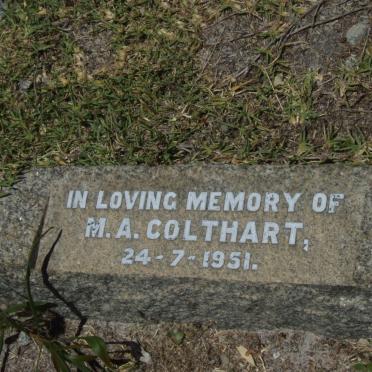 IN LOVING MEMORY OF
M. A. COLTHART,
24-7-1951.